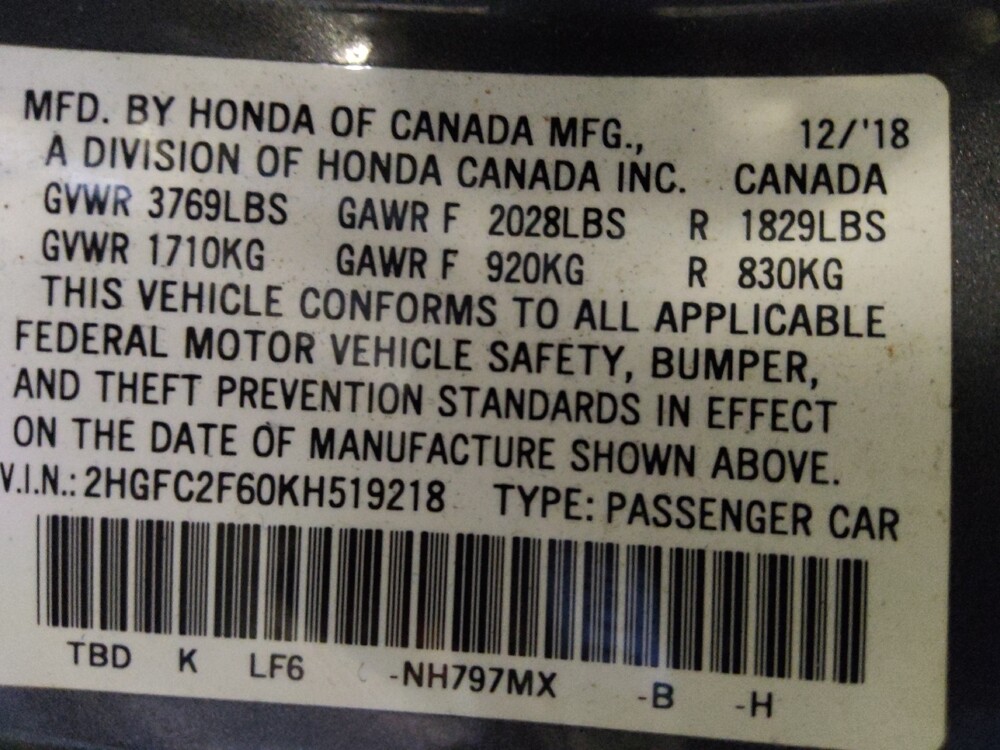 MFD. BY HONDA OF CANADA MFG., 12/'18
A DIVISION OF HONDA CANADA INC. CANADA
GVWR 3769LBS GAWR F 2028LBS R 1829LBS
GVWR 1710KG GAWR F 920KG R 830KG
THIS VEHICLE CONFORMS TO ALL APPLICABLE
FEDERAL MOTOR VEHICLE SAFETY, BUMPER,
AND THEFT PREVENTION STANDARDS IN EFFECT
ON THE DATE OF MANUFACTURE SHOWN ABOVE.
V.I.N.: 2HGFC2F60KH519218 TYPE: PASSENGER CAR
TBD K LF6 -NH797MX -B -H